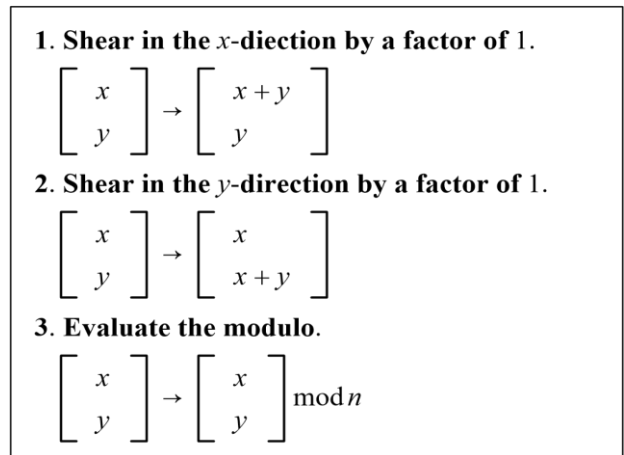 1. Shear in the x-diection by a factor of 1.
[ x y ] → [ x + y y ]
2. Shear in the y-direction by a factor of 1.
[ x y ] → [ x x + y ]
3. Evaluate the modulo.
[ x y ] → [ x y ] mod n